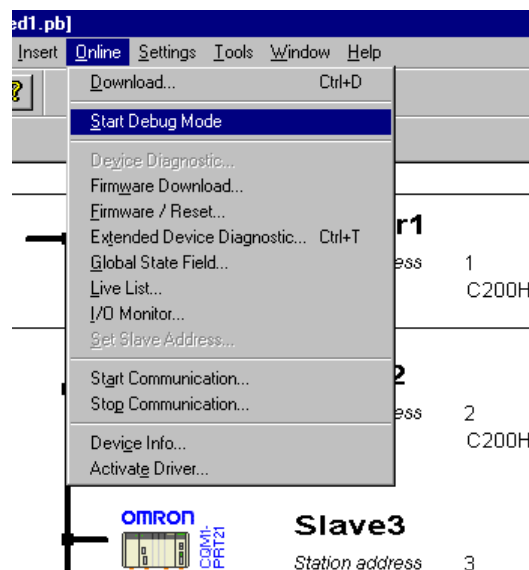 ed1.pb]
Insert Online Settings Tools Window Help
Download... Ctrl+D
Start Debug Mode
Device Diagnostic...
Firmware Download...
Firmware / Reset...
Extended Device Diagnostic... Ctrl+T
Global State Field...
Live List...
I/O Monitor...
Set Slave Address...
Start Communication...
Stop Communication...
Device Info...
Activate Driver...
r1
ess 1
C200H
2
ess 2
C200H
OMRON
CQM1-
PRT21
Slave3
Station address 3